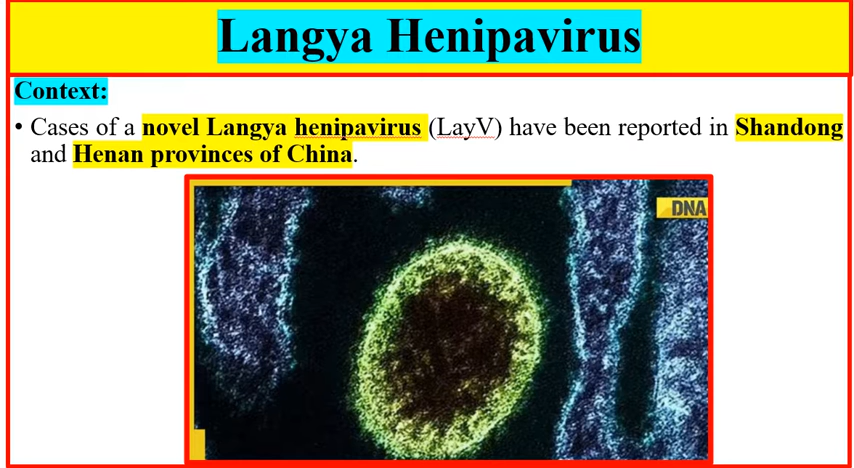 Langya Henipavirus
Context:
• Cases of a novel Langya henipavirus (LayV) have been reported in Shandong
and Henan provinces of China.
DNA